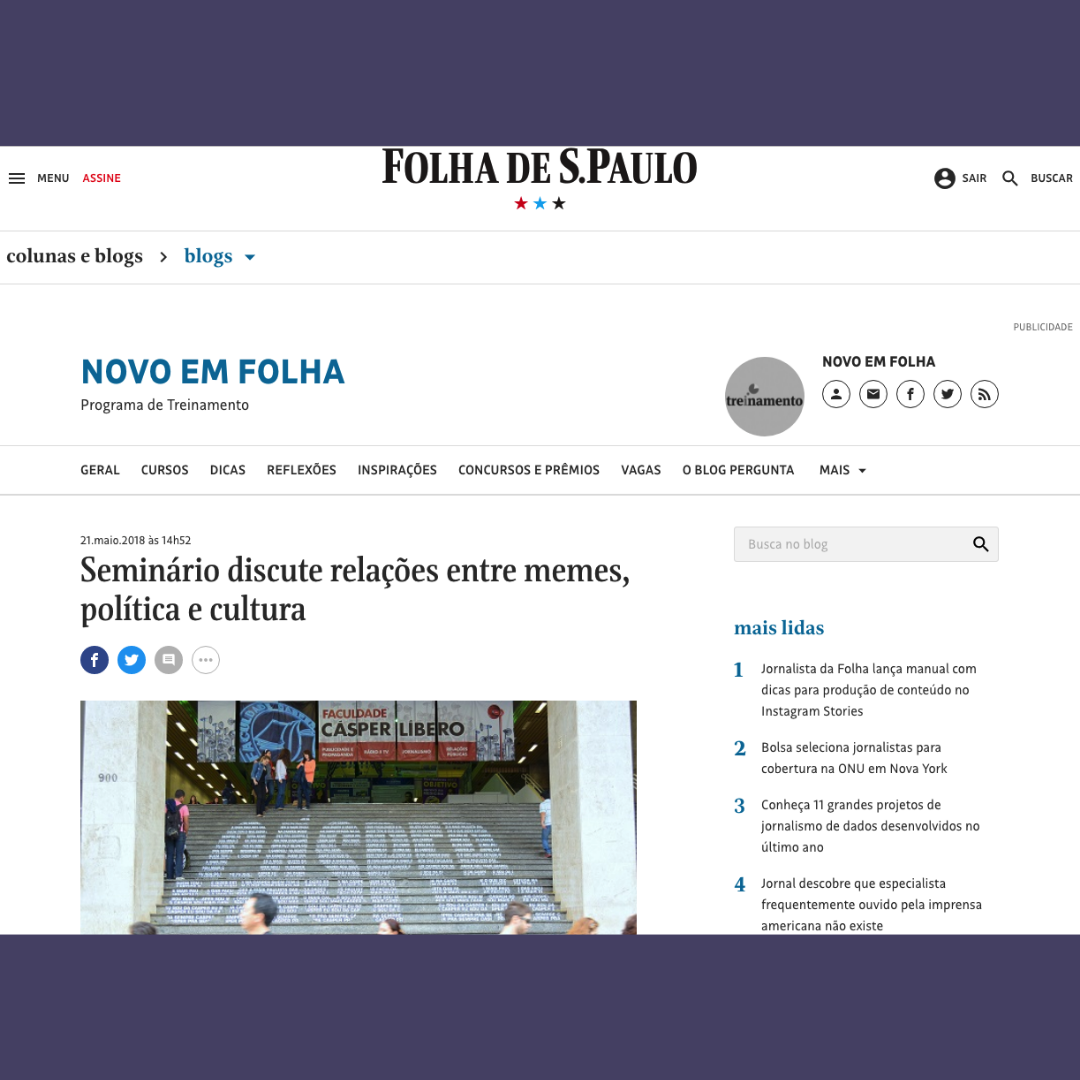 FOLHA DE S.PAULO
MENU ASSINE
SAIR BUSCAR
colunas e blogs > blogs
PUBLICIDADE
NOVO EM FOLHA
Programa de Treinamento
treinamento
NOVO EM FOLHA
GERAL CURSOS DICAS REFLEXÕES INSPIRAÇÕES CONCURSOS E PRÊMIOS VAGAS O BLOG PERGUNTA MAIS
21.maio.2018 às 14h52
Seminário discute relações entre memes,
política e cultura
FACULDADE
CÁSPER LÍBERO
900
OBJETIVO
CÁSPER
Busca no blog
mais lidas
1 Jornalista da Folha lança manual com
dicas para produção de conteúdo no
Instagram Stories
2 Bolsa seleciona jornalistas para
cobertura na ONU em Nova York
3 Conheça 11 grandes projetos de
jornalismo de dados desenvolvidos no
último ano
4 Jornal descobre que especialista
frequentemente ouvido pela imprensa
americana não existe